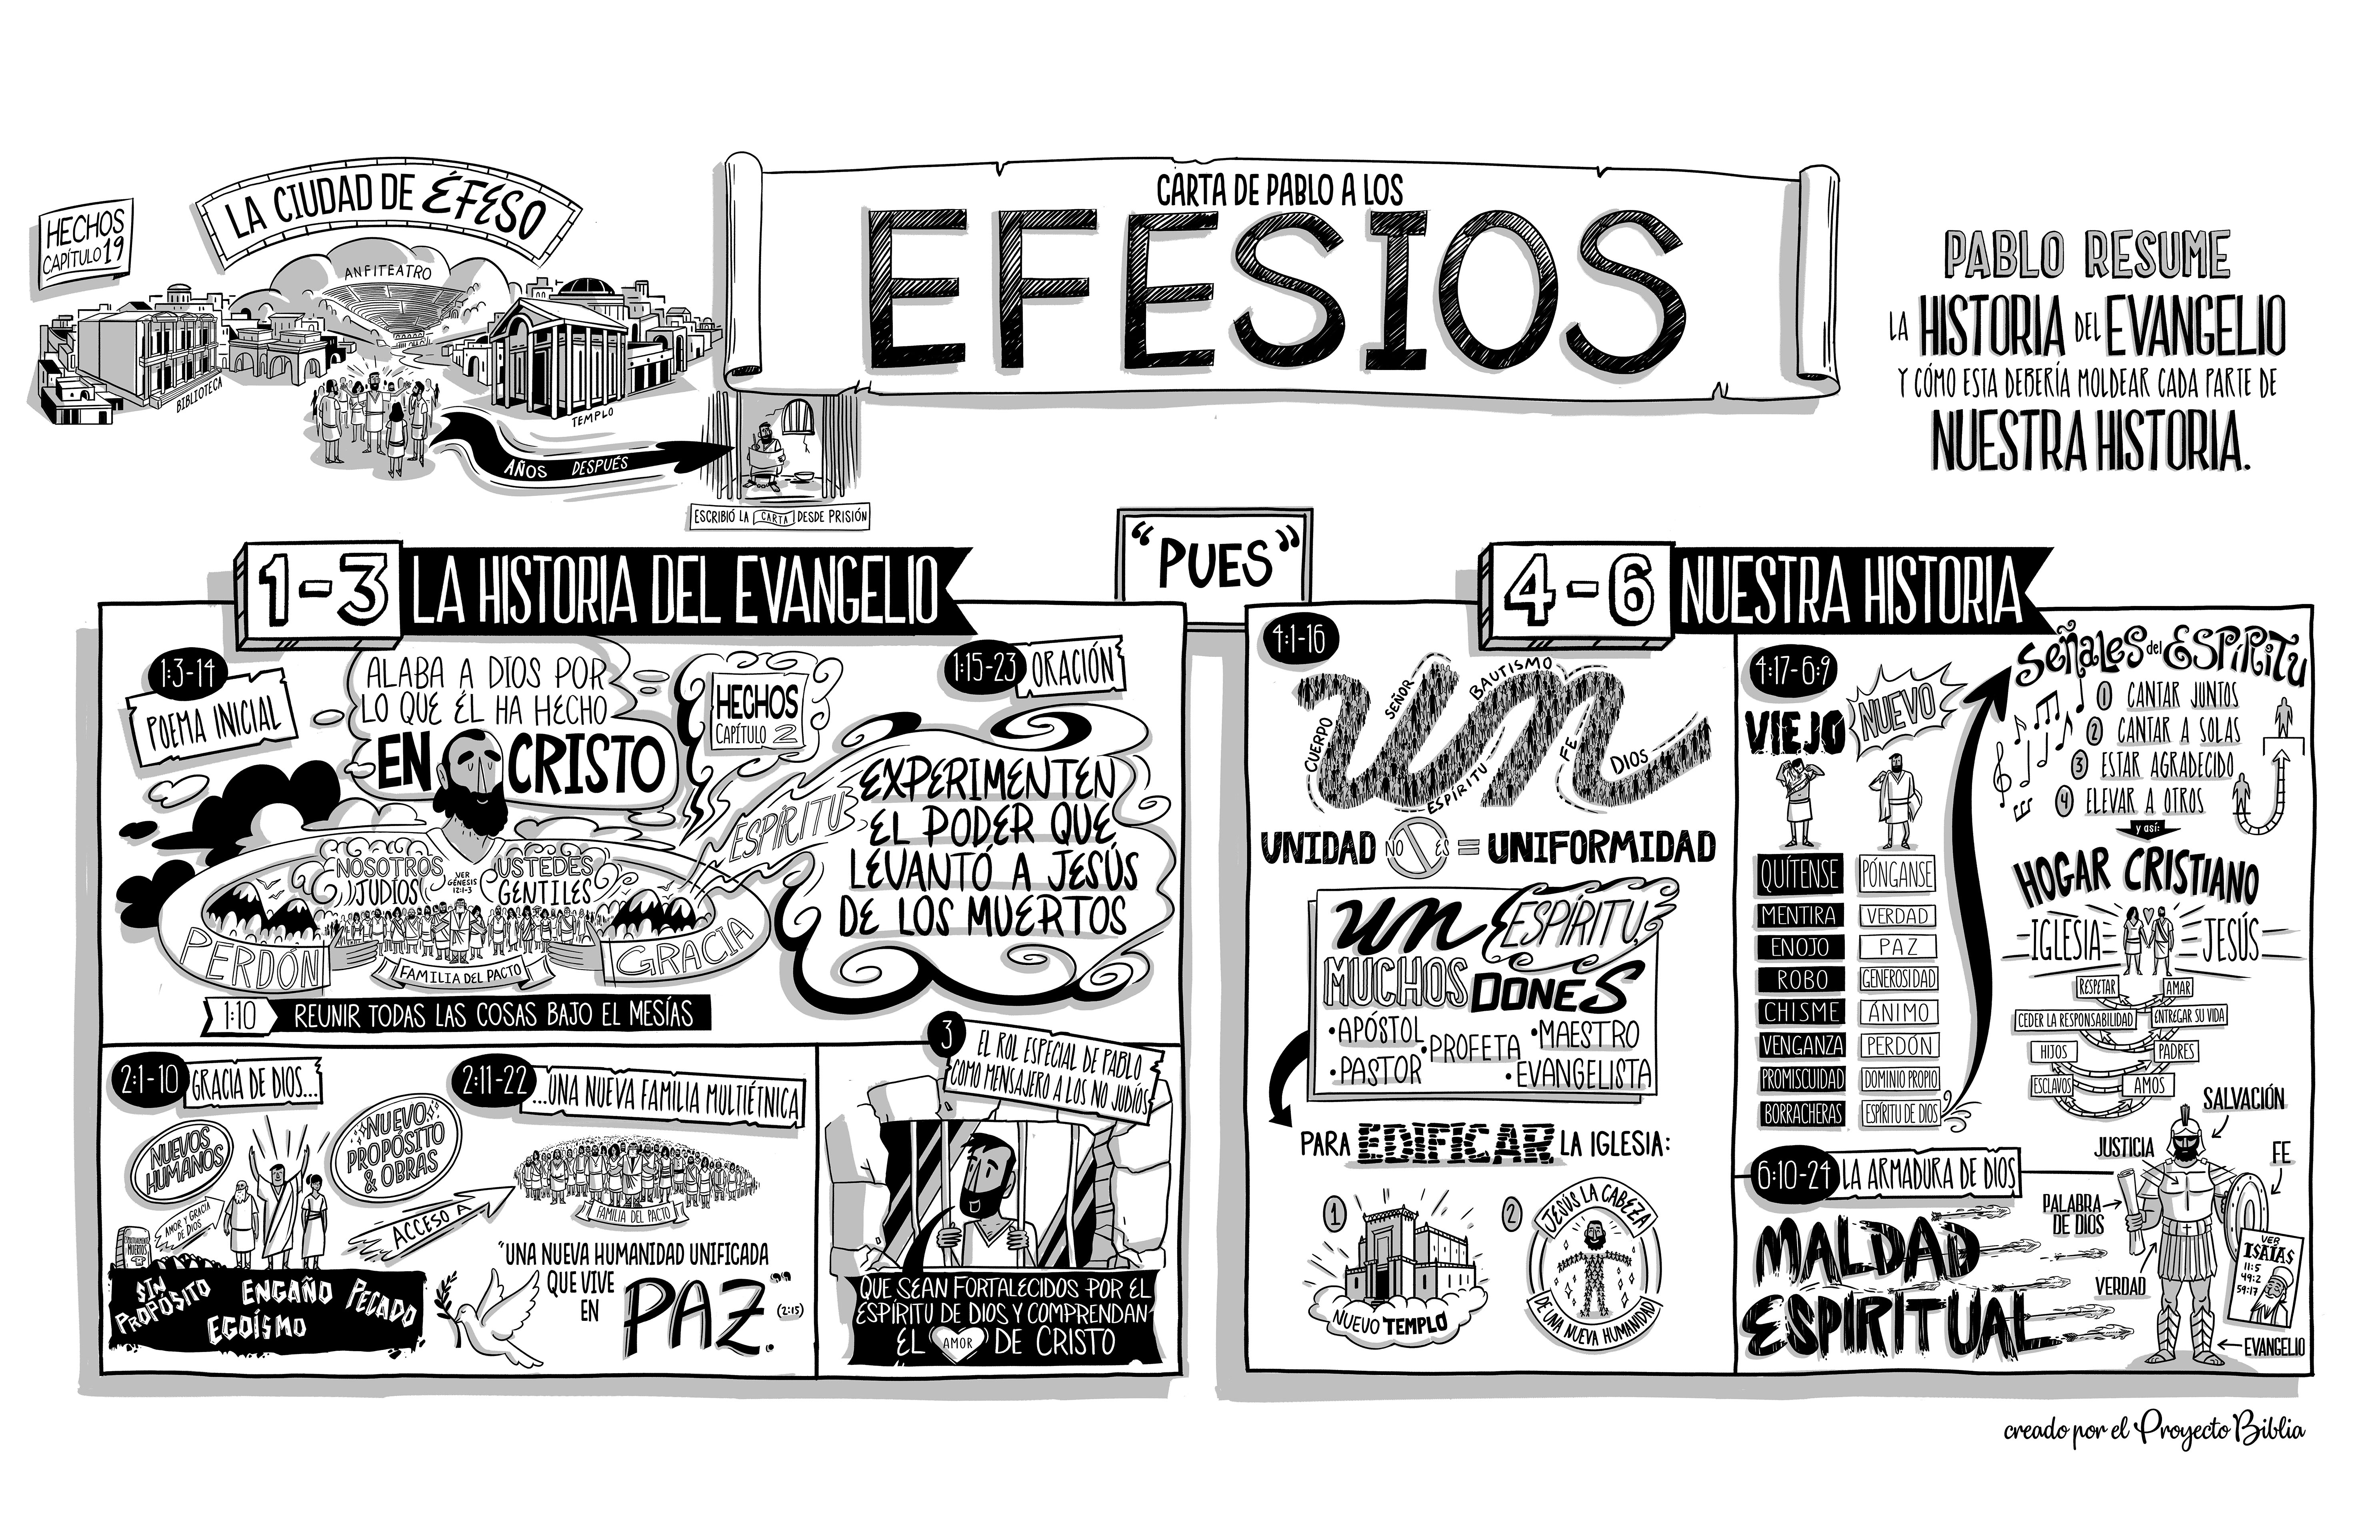 HECHOS
CAPÍTULO 19
LA CIUDAD DE ÉFESO
ANFITEATRO
BIBLIOTECA
TEMPLO
AÑOS DESPUÉS
ESCRIBIÓ LA CARTA DESDE PRISIÓN
CARTA DE PABLO A LOS
EFESIOS
PABLO RESUME
LA HISTORIA DEL EVANGELIO
Y CÓMO ESTA DEBERÍA MOLDEAR CADA PARTE DE
NUESTRA HISTORIA.
1-3 LA HISTORIA DEL EVANGELIO
1:3-14
POEMA INICIAL
ALABA A DIOS POR
LO QUE ÉL HA HECHO
EN CRISTO
HECHOS
CAPÍTULO 2
NOSOTROS
JUDÍOS
VER
GÉNESIS
12:1-3
USTEDES
GENTILES
PERDÓN
FAMILIA DEL PACTO
GRACIA
ESPÍRITU
1:10 REUNIR TODAS LAS COSAS BAJO EL MESÍAS
1:15-23 ORACIÓN
EXPERIMENTEN
EL PODER QUE
LEVANTÓ A JESÚS
DE LOS MUERTOS
2:1-10 GRACIA DE DIOS...
NUEVOS
HUMANOS
NUEVO
PROPÓSITO
& OBRAS
AMOR Y GRACIA
DE DIOS
ESPIRITUALMENTE
MUERTOS
SIN
PROPÓSITO
ENGAÑO
EGOÍSMO
PECADO
ACCESO A
2:11-22 ...UNA NUEVA FAMILIA MULTIÉTNICA
FAMILIA DEL PACTO
"UNA NUEVA HUMANIDAD UNIFICADA
QUE VIVE
EN
PAZ." (2:15)
3 EL ROL ESPECIAL DE PABLO
COMO MENSAJERO A LOS NO JUDÍOS
QUE SEAN FORTALECIDOS POR EL
ESPÍRITU DE DIOS Y COMPRENDAN
EL AMOR DE CRISTO
"PUES"
4-6 NUESTRA HISTORIA
4:1-16
un
CUERPO
SEÑOR
BAUTISMO
ESPÍRITU
FE
DIOS
UNIDAD NO ES = UNIFORMIDAD
un ESPÍRITU,
MUCHOS DONES
•APÓSTOL
•PROFETA
•MAESTRO
•PASTOR
•EVANGELISTA
PARA EDIFICAR LA IGLESIA:
1
NUEVO TEMPLO
2
JESÚS LA CABEZA
DE UNA NUEVA HUMANIDAD
4:17-6:9
VIEJO NUEVO
QUÍTENSE PÓNGANSE
MENTIRA VERDAD
ENOJO PAZ
ROBO GENEROSIDAD
CHISME ÁNIMO
VENGANZA PERDÓN
PROMISCUIDAD DOMINIO PROPIO
BORRACHERAS ESPÍRITU DE DIOS
SEÑALES del ESPÍRITU
1 CANTAR JUNTOS
2 CANTAR A SOLAS
3 ESTAR AGRADECIDO
4 ELEVAR A OTROS
y así:
HOGAR CRISTIANO
IGLESIA JESÚS
RESPETAR AMAR
CEDER LA RESPONSABILIDAD ENTREGAR SU VIDA
HIJOS PADRES
ESCLAVOS AMOS
6:10-24 LA ARMADURA DE DIOS
MALDAD
ESPIRITUAL
SALVACIÓN
JUSTICIA
FE
PALABRA
DE DIOS
VERDAD
VER
ISAÍAS
11:5
49:2
59:17
EVANGELIO
creado por el Proyecto Biblia